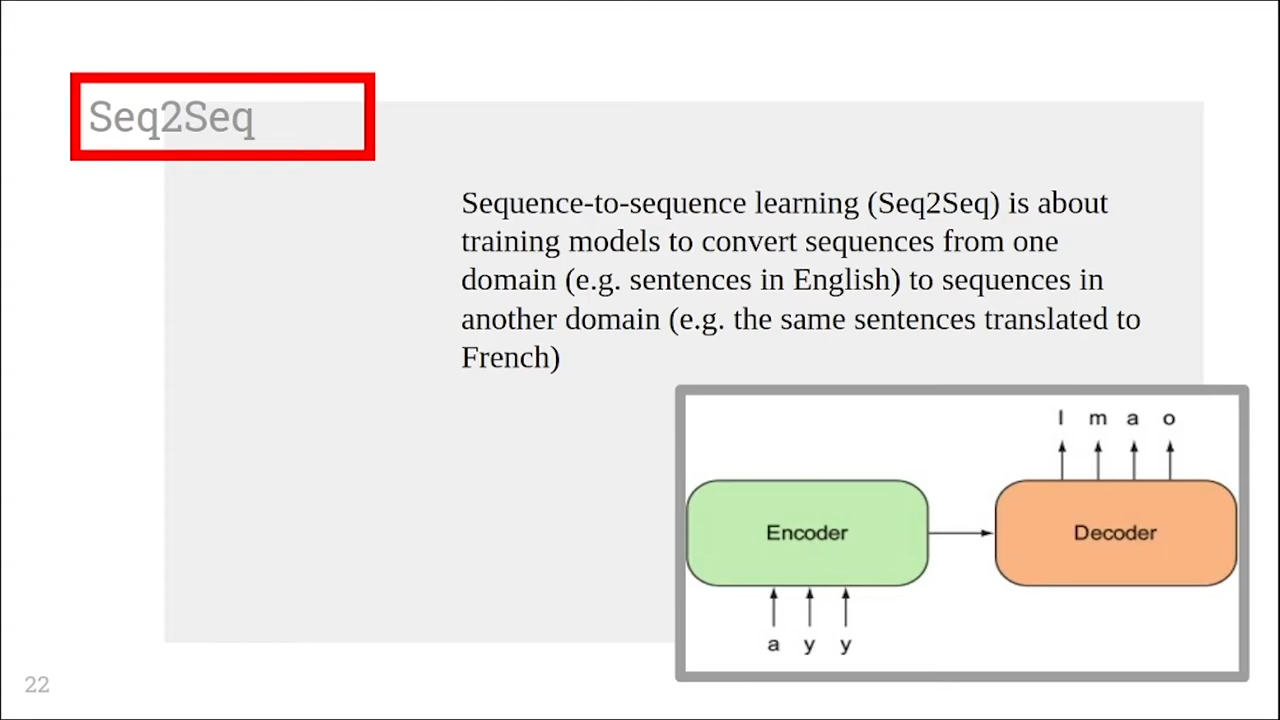 Seq2Seq
Sequence-to-sequence learning (Seq2Seq) is about
training models to convert sequences from one
domain (e.g. sentences in English) to sequences in
another domain (e.g. the same sentences translated to
French)
l m a o
Encoder
Decoder
a y y
22